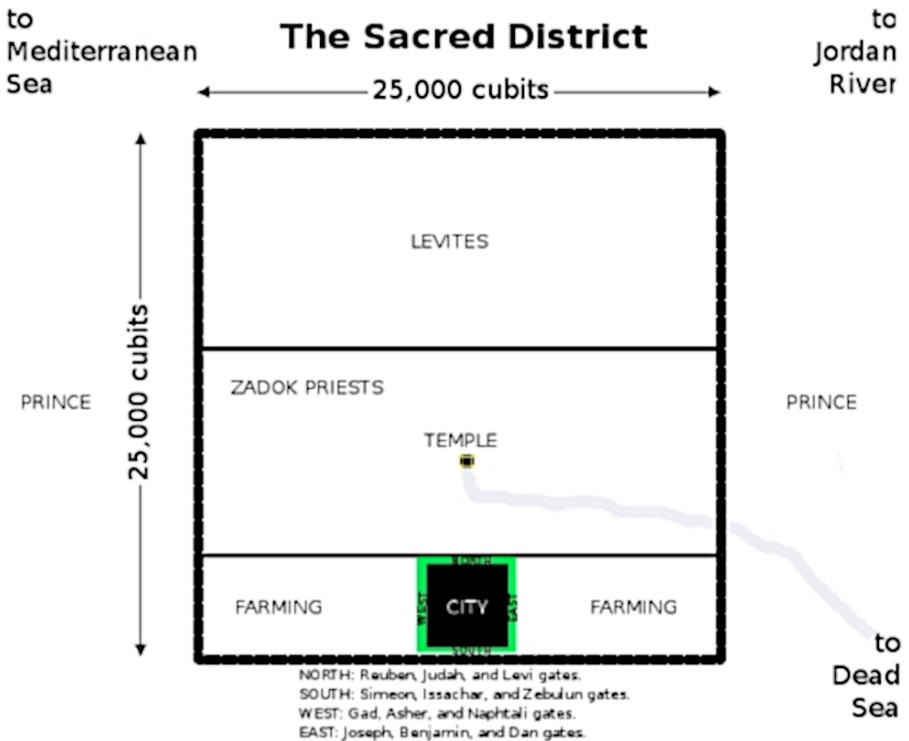 to
Mediterranean
Sea
The Sacred District
to
Jordan
River
25,000 cubits
25,000 cubits
LEVITES
ZADOK PRIESTS
PRINCE
PRINCE
TEMPLE
NORTH
FARMING
WEST
CITY
EAST
FARMING
SOUTH
to
Dead
Sea
NORTH: Reuben, Judah, and Levi gates.
SOUTH: Simeon, Issachar, and Zebulun gates.
WEST: Gad, Asher, and Naphtali gates.
EAST: Joseph, Benjamin, and Dan gates.